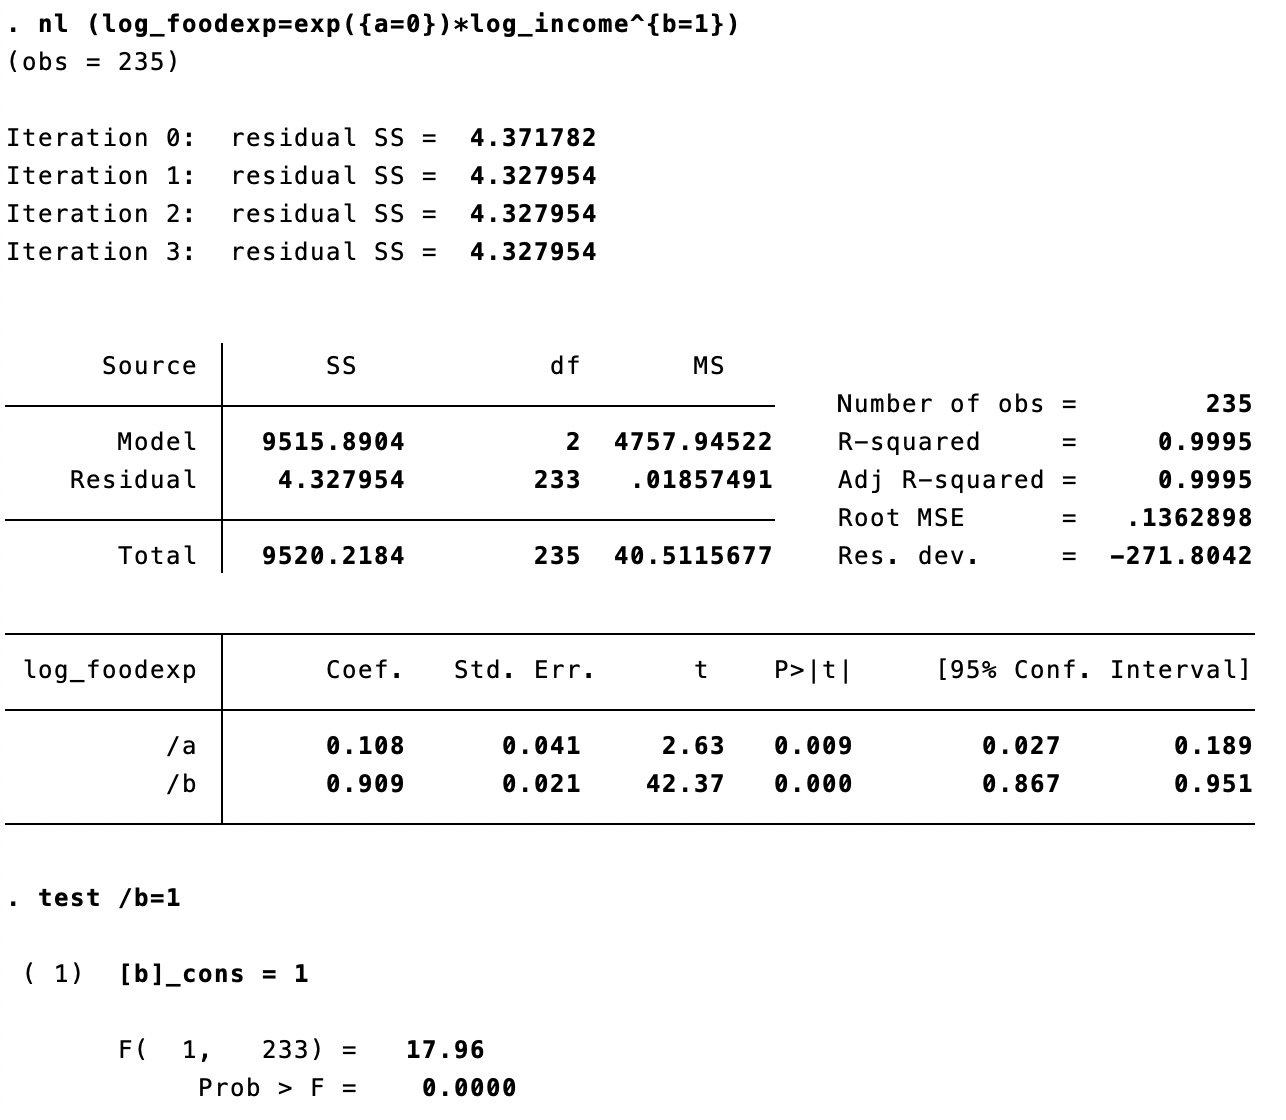 . nl (log_foodexp=exp({a=0})*log_income^{b=1})
(obs = 235)
Iteration 0:  residual SS =  4.371782
Iteration 1:  residual SS =  4.327954
Iteration 2:  residual SS =  4.327954
Iteration 3:  residual SS =  4.327954
Source | SS df MS
Number of obs = 235
Model | 9515.8904 2 4757.94522 R-squared = 0.9995
Residual | 4.327954 233 .01857491 Adj R-squared = 0.9995
Root MSE = .1362898
Total | 9520.2184 235 40.5115677 Res. dev. = -271.8042
log_foodexp | Coef. Std. Err. t P>|t| [95% Conf. Interval]
/a | 0.108 0.041 2.63 0.009 0.027 0.189
/b | 0.909 0.021 42.37 0.000 0.867 0.951
. test /b=1
( 1)  [b]_cons = 1
F(  1,   233) =   17.96
Prob > F =    0.0000